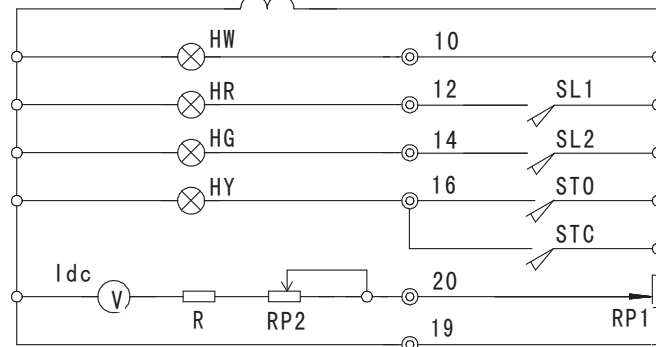 HW 10
HR 12 SL1
HG 14 SL2
HY 16 STO
STC
Idc V 20
R RP2 RP1
19